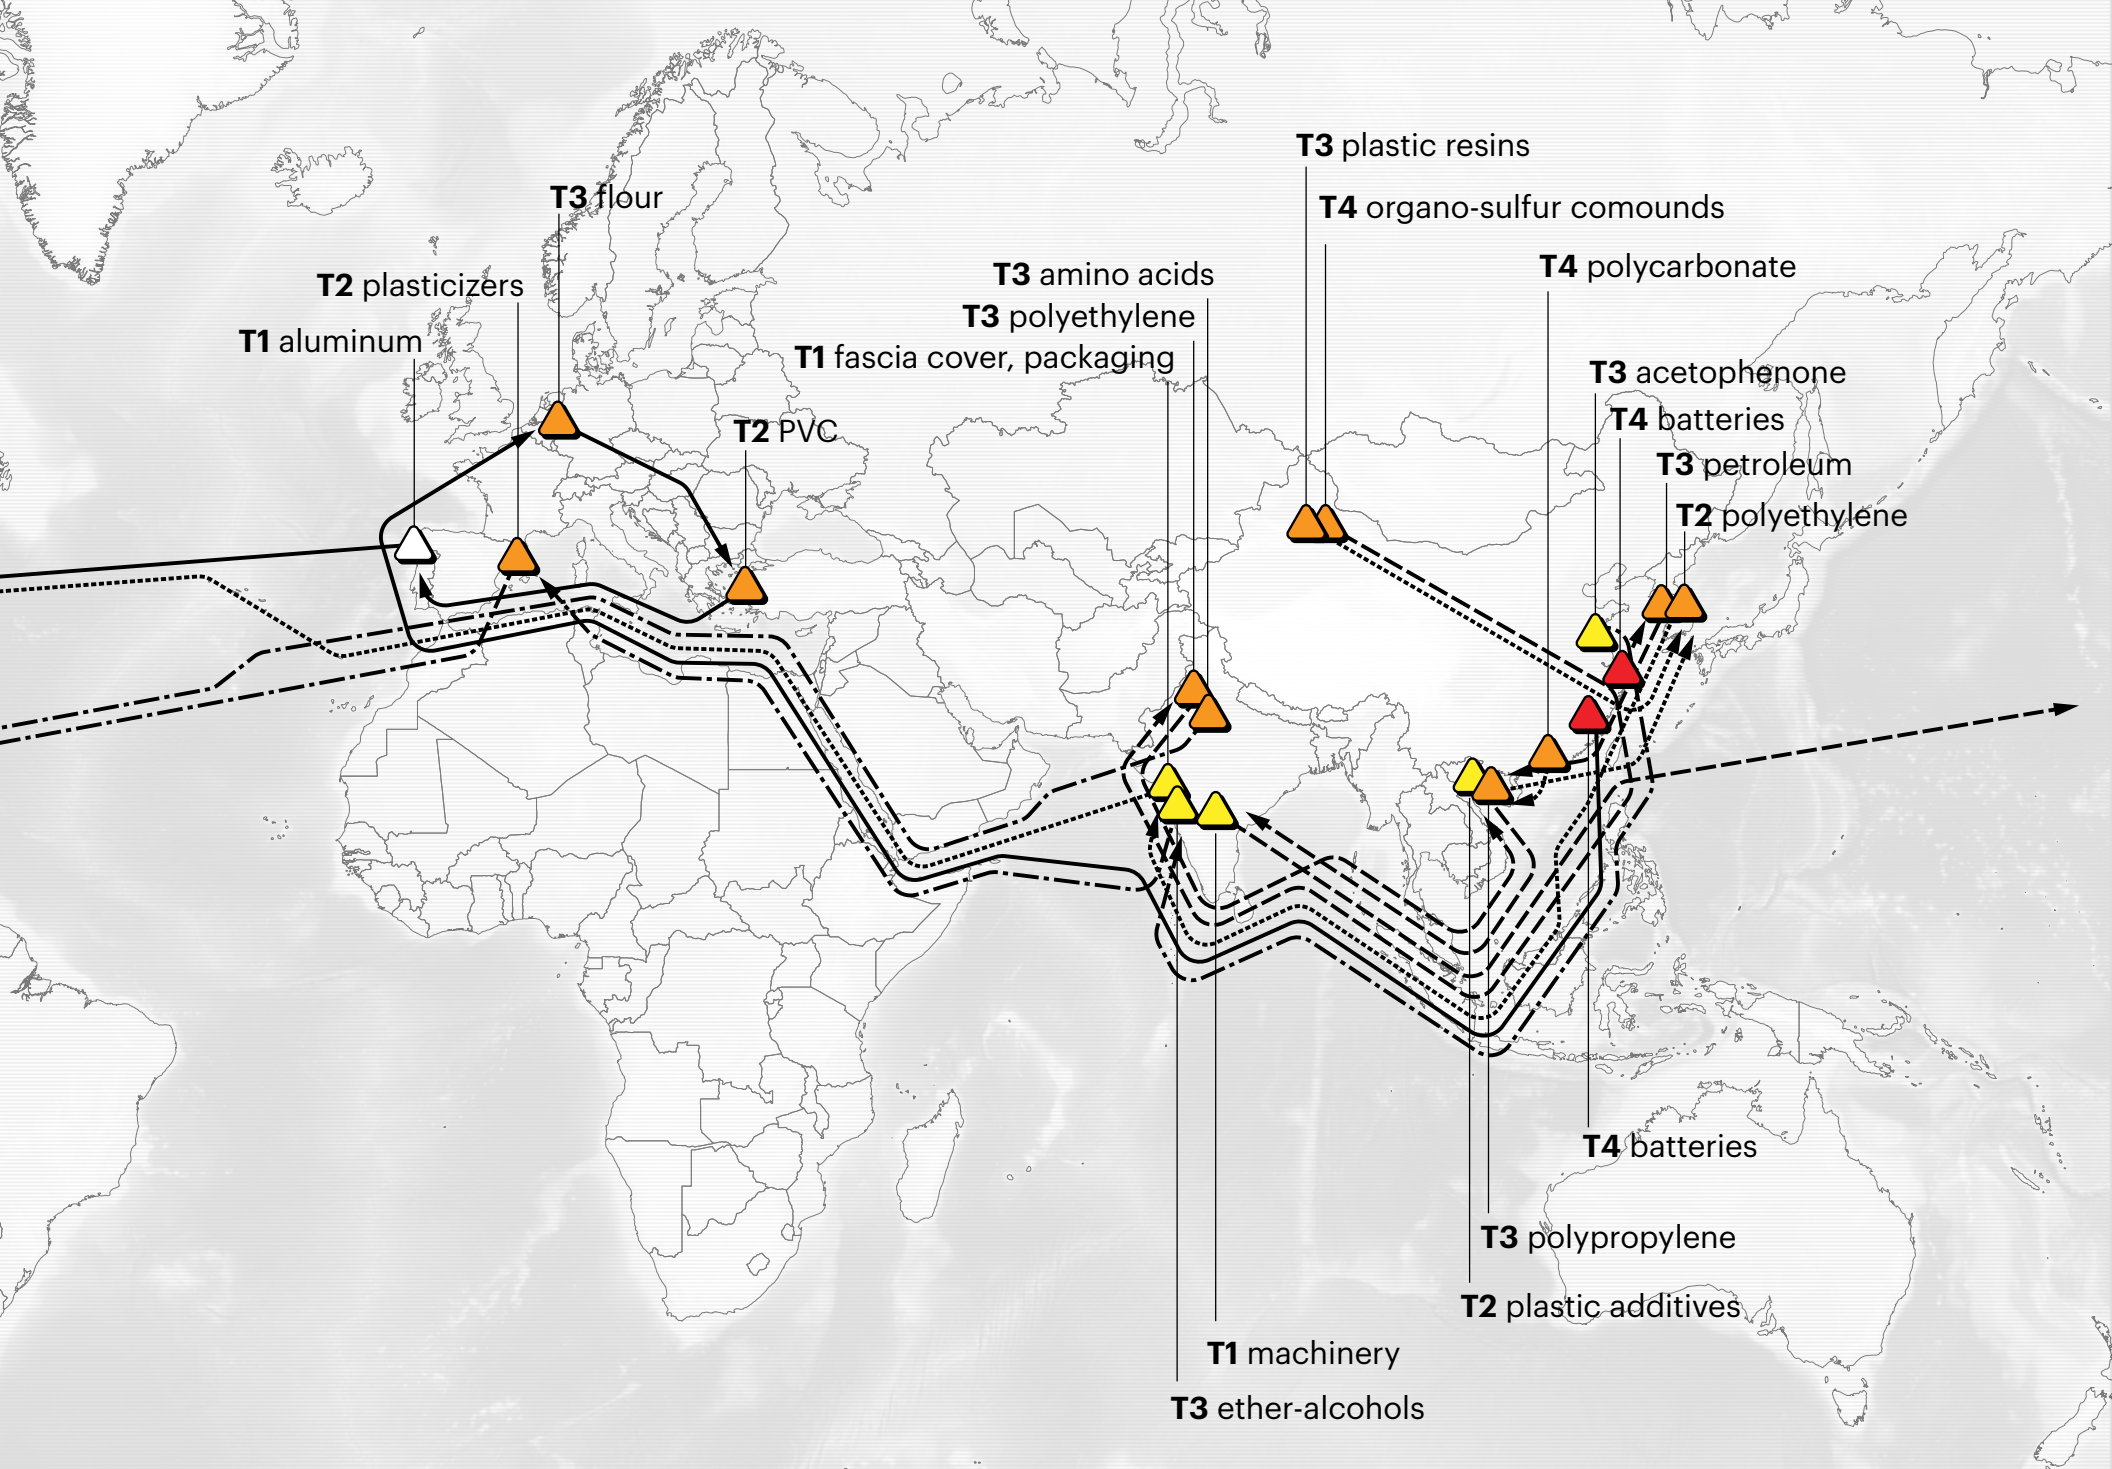 T3 plastic resins
T3 flour
T4 organo-sulfur comounds
T4 polycarbonate
T3 amino acids
T2 plasticizers
T3 polyethylene
T1 aluminum
T1 fascia cover, packaging
T3 acetophenone
T4 batteries
T2 PVC
T3 petroleum
T2 polyethylene
T4 batteries
T3 polypropylene
T2 plastic additives
T1 machinery
T3 ether-alcohols